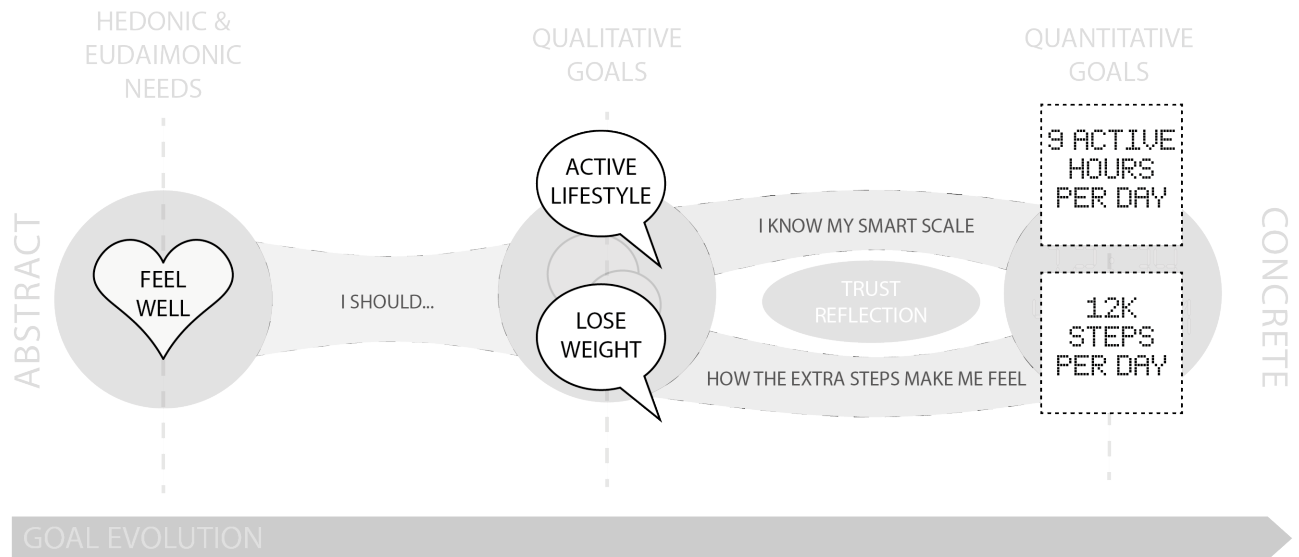 HEDONIC &
EUDAIMONIC
NEEDS
QUALITATIVE
GOALS
QUANTITATIVE
GOALS
ABSTRACT
FEEL
WELL
I SHOULD...
ACTIVE
LIFESTYLE
LOSE
WEIGHT
I KNOW MY SMART SCALE
TRUST
REFLECTION
HOW THE EXTRA STEPS MAKE ME FEEL
9 ACTIVE
HOURS
PER DAY
12K
STEPS
PER DAY
CONCRETE
GOAL EVOLUTION